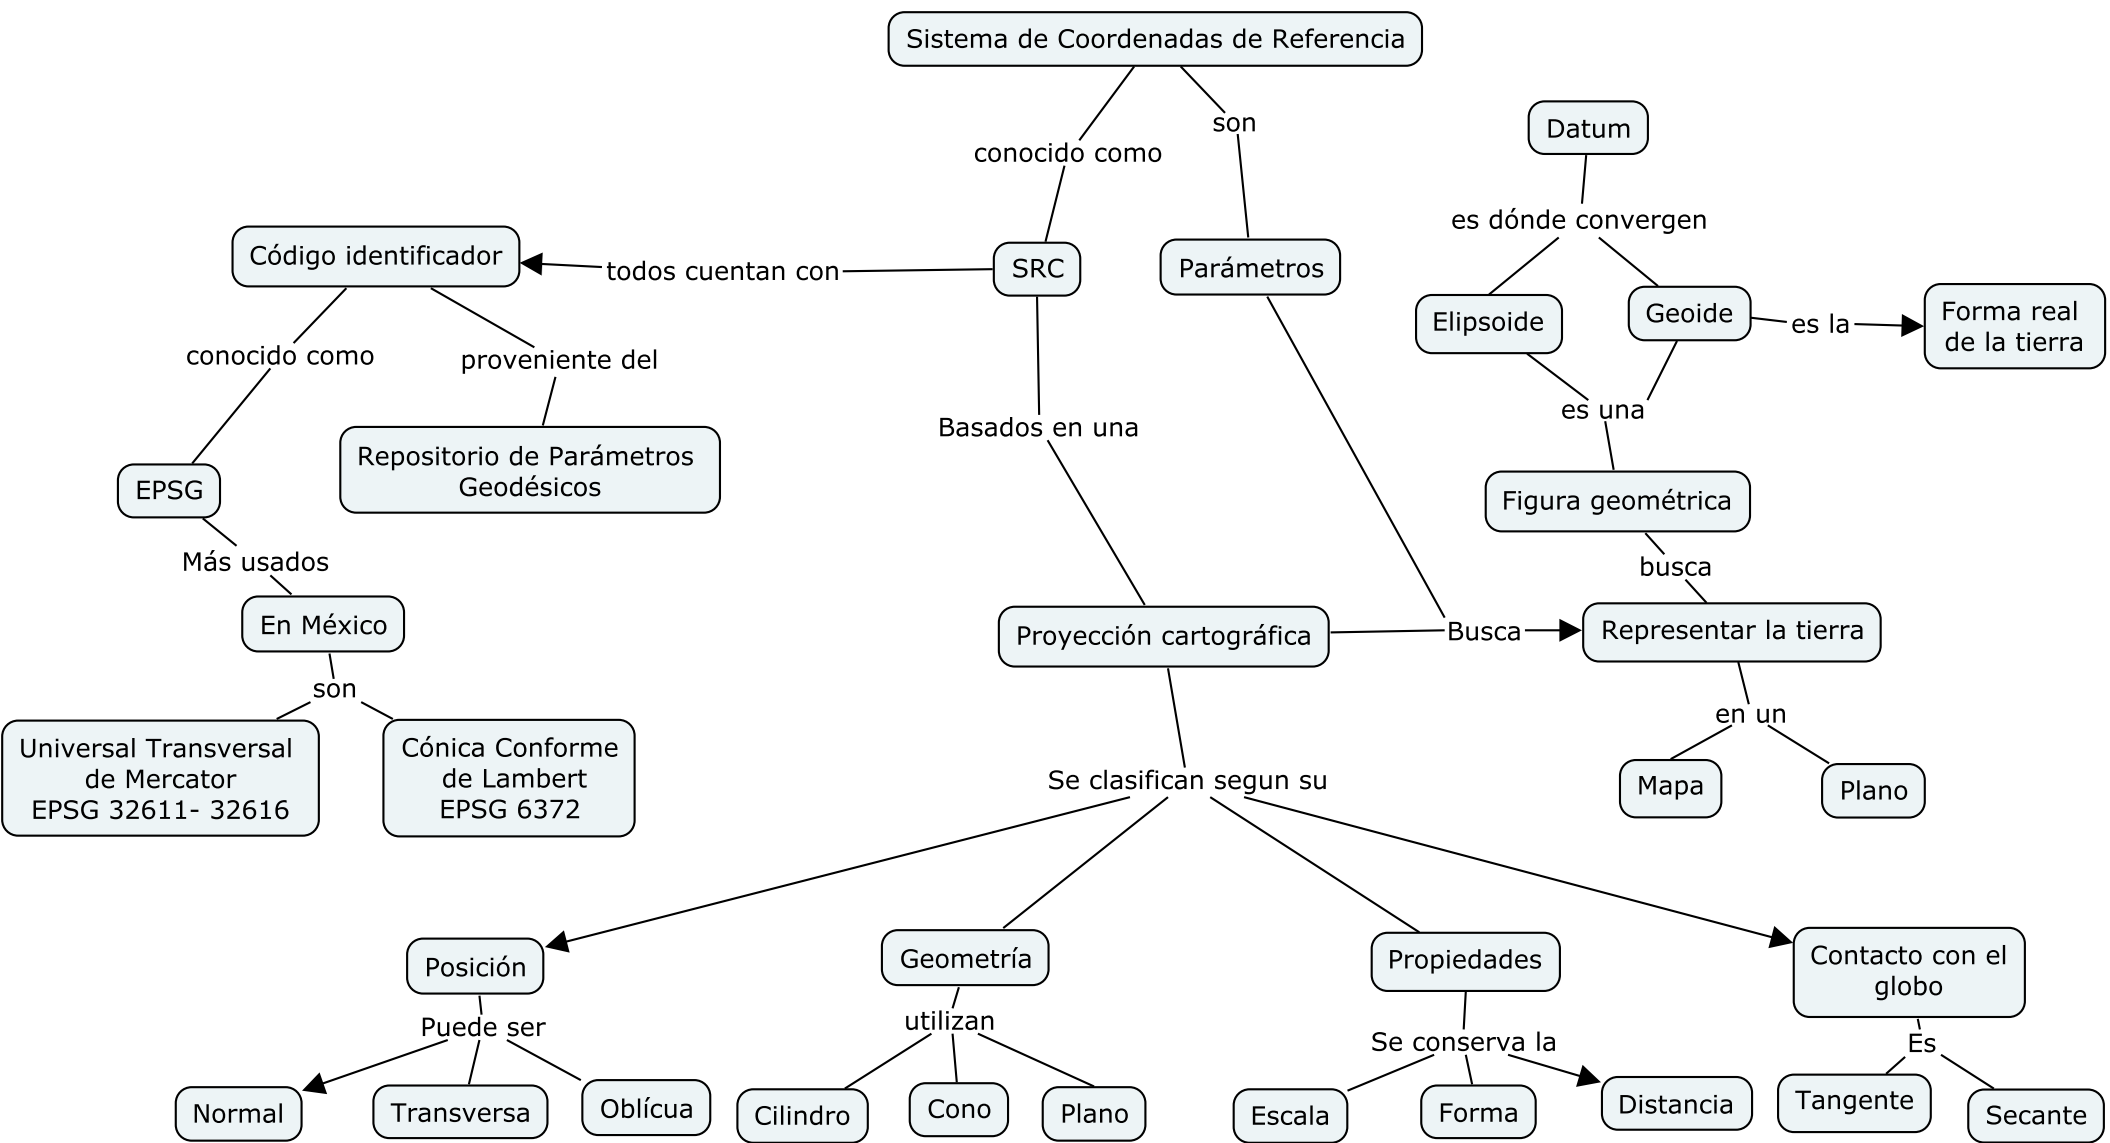 Sistema de Coordenadas de Referencia
conocido como
son
Datum
es dónde convergen
Código identificador
todos cuentan con
SRC
Parámetros
Elipsoide
Geoide
es la
Forma real
de la tierra
conocido como
proveniente del
Basados en una
es una
EPSG
Repositorio de Parámetros
Geodésicos
Figura geométrica
Más usados
busca
En México
Proyección cartográfica
Busca
Representar la tierra
son
en un
Universal Transversal
de Mercator
EPSG 32611- 32616
Cónica Conforme
de Lambert
EPSG 6372
Se clasifican segun su
Mapa
Plano
Posición
Geometría
Propiedades
Contacto con el
globo
Puede ser
utilizan
Se conserva la
Es
Normal
Transversa
Oblícua
Cilindro
Cono
Plano
Escala
Forma
Distancia
Tangente
Secante